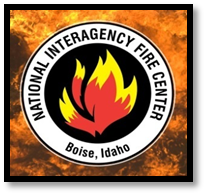 NATIONAL INTERAGENCY FIRE CENTER
Boise, Idaho